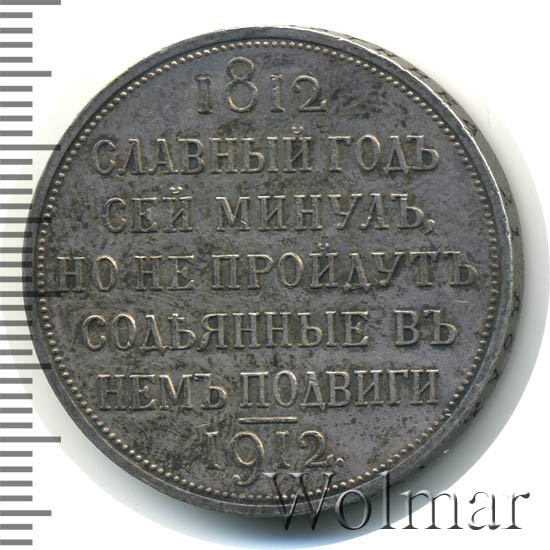 1812
СЛАВНЫЙ ГОДЪ
СЕЙ МИНУЛЪ,
НО НЕ ПРОЙДУТЪ
СОДѢЯННЫЕ ВЪ
НЕМЪ ПОДВИГИ
1912.
Wolmar